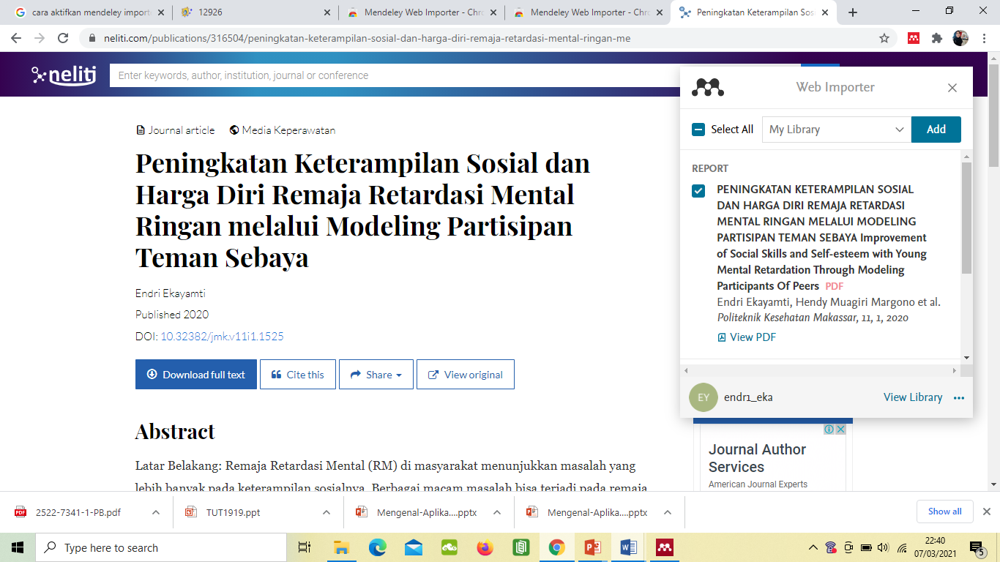 cara aktifkan mendeley import
12926
Mendeley Web Importer - Chr
Mendeley Web Importer - Chr
Peningkatan Keterampilan Sos
neliti.com/publications/316504/peningkatan-keterampilan-sosial-dan-harga-diri-remaja-retardasi-mental-ringan-me
neliti
Enter keywords, author, institution, journal or conference
Journal article Media Keperawatan
Peningkatan Keterampilan Sosial dan
Harga Diri Remaja Retardasi Mental
Ringan melalui Modeling Partisipan
Teman Sebaya
Endri Ekayamti
Published 2020
DOI: 10.32382/jmk.v11i1.1525
Download full text Cite this Share View original
Abstract
Latar Belakang: Remaja Retardasi Mental (RM) di masyarakat menunjukkan masalah yang
lebih banyak pada keterampilan sosialnya. Berbagai macam masalah bisa terjadi pada remaja
Web Importer
Select All My Library Add
REPORT
PENINGKATAN KETERAMPILAN SOSIAL
DAN HARGA DIRI REMAJA RETARDASI
MENTAL RINGAN MELALUI MODELING
PARTISIPAN TEMAN SEBAYA Improvement
of Social Skills and Self-esteem with Young
Mental Retardation Through Modeling
Participants Of Peers PDF
Endri Ekayamti, Hendy Muagiri Margono et al.
Politeknik Kesehatan Makassar, 11, 1, 2020
View PDF
EY endr1_eka View Library
Journal Author
Services
American Journal Experts
2522-7341-1-PB.pdf
TUT1919.ppt
Mengenal-Aplika....pptx
Mengenal-Aplika....pptx
Show all
Type here to search
22:40
07/03/2021
5